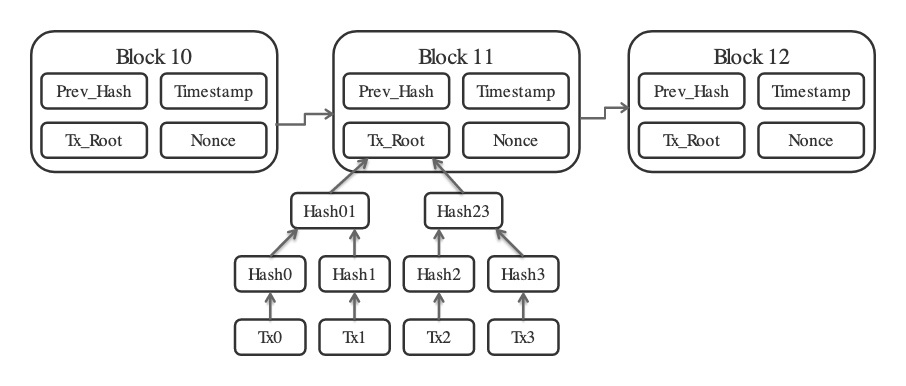 Block 10
Prev_Hash Timestamp
Tx_Root Nonce
Block 11
Prev_Hash Timestamp
Tx_Root Nonce
Block 12
Prev_Hash Timestamp
Tx_Root Nonce
Hash01 Hash23
Hash0 Hash1 Hash2 Hash3
Tx0 Tx1 Tx2 Tx3